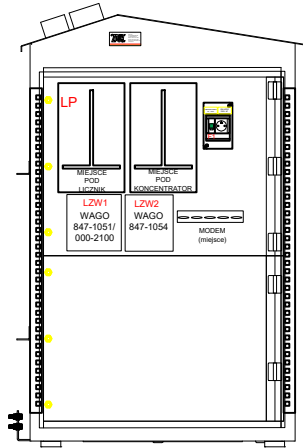 LP
MIEJSCE
POD
LICZNIK
MIEJSCE
POD
KONCENTRATOR
LZW1
WAGO
847-1051/
000-2100
LZW2
WAGO
847-1054
MODEM
(miejsce)